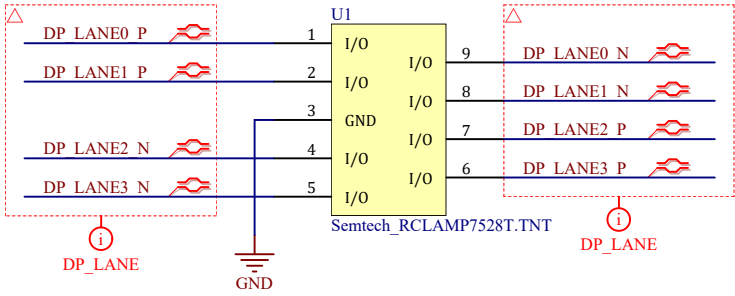 U1
DP_LANE0_P 1 I/O
I/O 9 DP_LANE0_N
DP_LANE1_P 2 I/O
I/O 8 DP_LANE1_N
3 GND
I/O 7 DP_LANE2_P
DP_LANE2_N 4 I/O
I/O 6 DP_LANE3_P
DP_LANE3_N 5 I/O
Semtech_RCLAMP7528T.TNT
i
DP_LANE
i
DP_LANE
GND